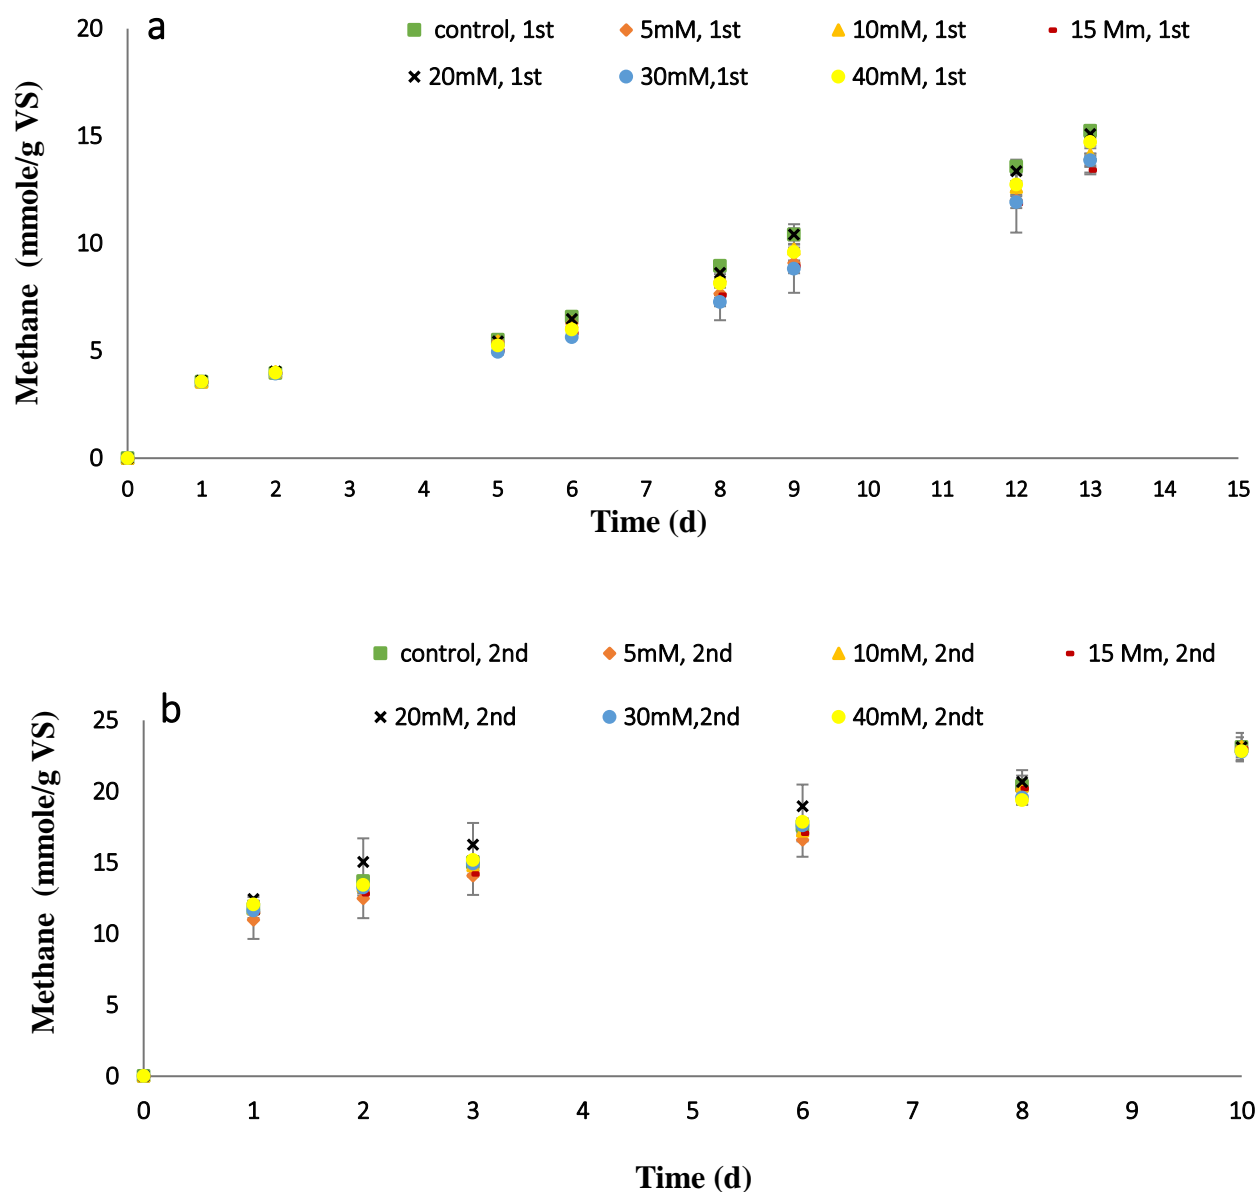 a
control, 1st 5mM, 1st 10mM, 1st 15 Mm, 1st
20mM, 1st 30mM,1st 40mM, 1st
20
15
10
5
0
Methane (mmole/g VS)
0 1 2 3 4 5 6 7 8 9 10 11 12 13 14 15
Time (d)
control, 2nd 5mM, 2nd 10mM, 2nd 15 Mm, 2nd
b
20mM, 2nd 30mM,2nd 40mM, 2ndt
25
20
15
10
5
0
Methane (mmole/g VS)
0 1 2 3 4 5 6 7 8 9 10
Time (d)